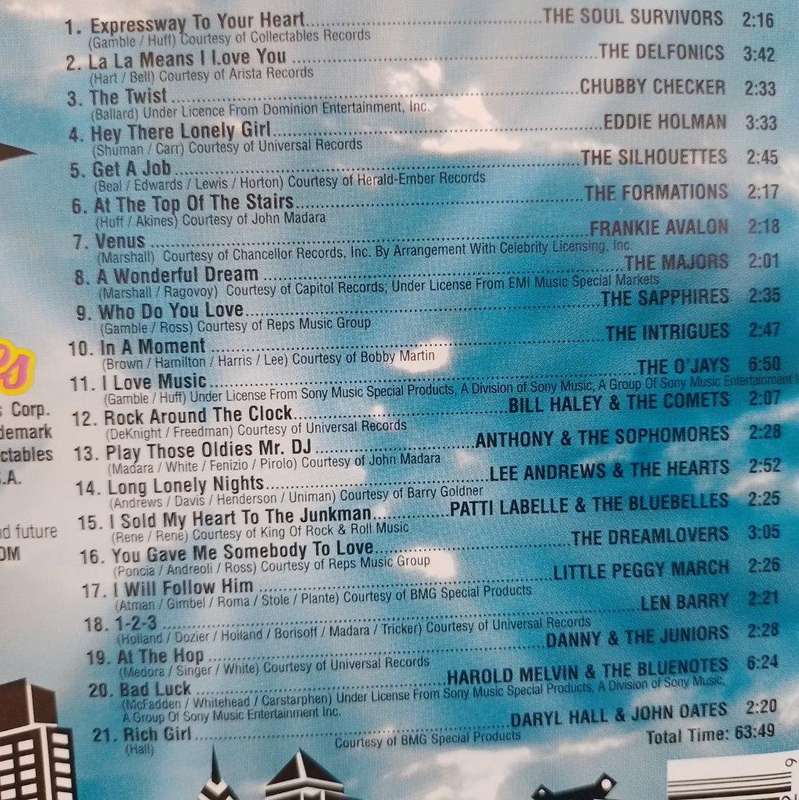 1. Expressway To Your Heart THE SOUL SURVIVORS 2:16
(Gamble / Huff) Courtesy of Collectables Records
2. La La Means I Love You THE DELFONICS 3:42
(Hart / Bell) Courtesy of Arista Records
3. The Twist CHUBBY CHECKER 2:33
(Ballard) Under Licence From Dominion Entertainment, Inc.
4. Hey There Lonely Girl EDDIE HOLMAN 3:33
(Shuman / Carr) Courtesy of Universal Records
5. Get A Job THE SILHOUETTES 2:45
(Beal / Edwards / Lewis / Horton) Courtesy of Herald-Ember Records
6. At The Top Of The Stairs THE FORMATIONS 2:17
(Huff / Akines) Courtesy of John Madara
7. Venus FRANKIE AVALON 2:18
(Marshall) Courtesy of Chancellor Records, Inc. By Arrangement With Celebrity Licensing, Inc.
8. A Wonderful Dream THE MAJORS 2:01
(Marshall / Ragovoy) Courtesy of Capitol Records; Under License From EMI Music Special Markets
9. Who Do You Love THE SAPPHIRES 2:35
(Gamble / Ross) Courtesy of Reps Music Group
10. In A Moment THE INTRIGUES 2:47
(Brown / Hamilton / Harris / Lee) Courtesy of Bobby Martin
11. I Love Music THE O'JAYS 6:50
(Gamble / Huff) Under License From Sony Music Special Products, A Division of Sony Music, A Group Of Sony Music Entertainment
12. Rock Around The Clock BILL HALEY & THE COMETS 2:07
(DeKnight / Freedman) Courtesy of Universal Records
13. Play Those Oldies Mr. DJ ANTHONY & THE SOPHOMORES 2:28
(Madara / White / Fenizio / Pirolo) Courtesy of John Madara
14. Long Lonely Nights LEE ANDREWS & THE HEARTS 2:52
(Andrews / Davis / Henderson / Uniman) Courtesy of Barry Goldner
15. I Sold My Heart To The Junkman PATTI LABELLE & THE BLUEBELLES 2:25
(Rene / Rene) Courtesy of King Of Rock & Roll Music
16. You Gave Me Somebody To Love THE DREAMLOVERS 3:05
(Poncia / Andreoli / Ross) Courtesy of Reps Music Group
17. I Will Follow Him LITTLE PEGGY MARCH 2:26
(Atman / Gimbel / Roma / Stole / Plante) Courtesy of BMG Special Products
18. 1-2-3 LEN BARRY 2:21
(Holland / Dozier / Holland / Borisoff / Madara / Tricker) Courtesy of Universal Records
19. At The Hop DANNY & THE JUNIORS 2:28
(Medora / Singer / White) Courtesy of Universal Records
20. Bad Luck HAROLD MELVIN & THE BLUENOTES 6:24
(McFadden / Whitehead / Carstarphen) Under License From Sony Music Special Products, A Division of Sony Music,
A Group Of Sony Music Entertainment Inc.
21. Rich Girl DARYL HALL & JOHN OATES 2:20
(Hall) Courtesy of BMG Special Products
Total Time: 63:49
s Corp.
demark
ctables
.A.
nd future
OM